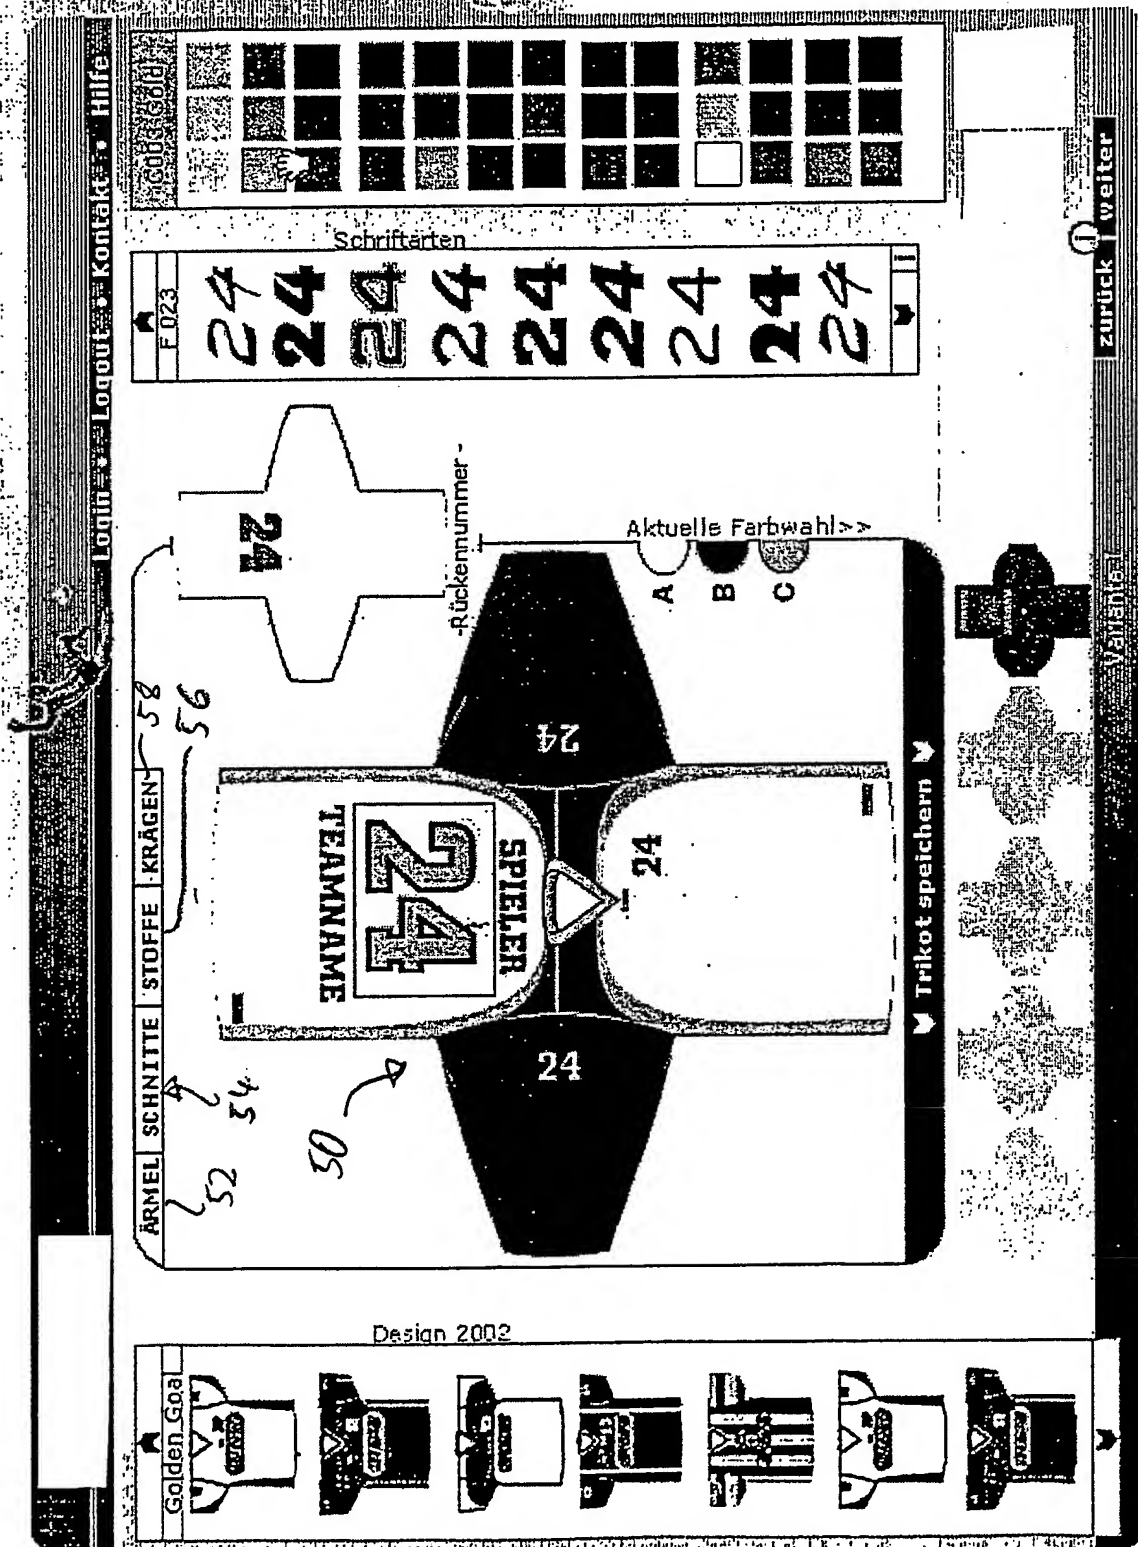 Login • Logout • Kontakt • Hilfe
ÄRMEL SCHNITTE STOFFE KRÄGEN
52
54
56
58
50
Design 2002
Golden Goal
TEAMNAME
24
SPIELER
24
24
24
24
-Rückennummer-
Aktuelle Farbwahl>>
A
B
C
Trikot speichern
Schriftarten
F 023
24
24
24
24
24
24
24
24
24
i
zurück | weiter